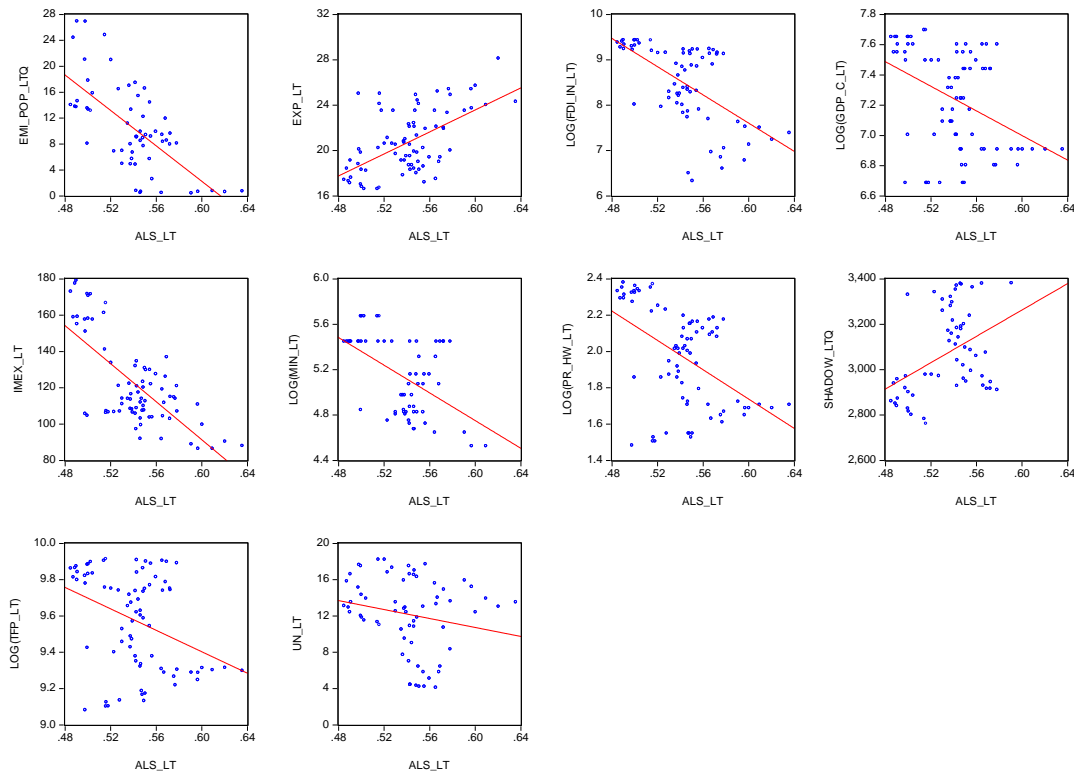 28
24
20
16
12
8
4
0
EMI_POP_LTQ
.48 .52 .56 .60 .64
ALS_LT
32
28
24
20
16
EXP_LT
.48 .52 .56 .60 .64
ALS_LT
10
9
8
7
6
LOG(FDI_IN_LT)
.48 .52 .56 .60 .64
ALS_LT
7.8
7.6
7.4
7.2
7.0
6.8
6.6
LOG(GDP_C_LT)
.48 .52 .56 .60 .64
ALS_LT
180
160
140
120
100
80
IMEX_LT
.48 .52 .56 .60 .64
ALS_LT
6.0
5.6
5.2
4.8
4.4
LOG(MIN_LT)
.48 .52 .56 .60 .64
ALS_LT
2.4
2.2
2.0
1.8
1.6
1.4
LOG(PR_HW_LT)
.48 .52 .56 .60 .64
ALS_LT
3,400
3,200
3,000
2,800
2,600
SHADOW_LTQ
.48 .52 .56 .60 .64
ALS_LT
10.0
9.8
9.6
9.4
9.2
9.0
LOG(TFP_LT)
.48 .52 .56 .60 .64
ALS_LT
20
16
12
8
4
0
UN_LT
.48 .52 .56 .60 .64
ALS_LT